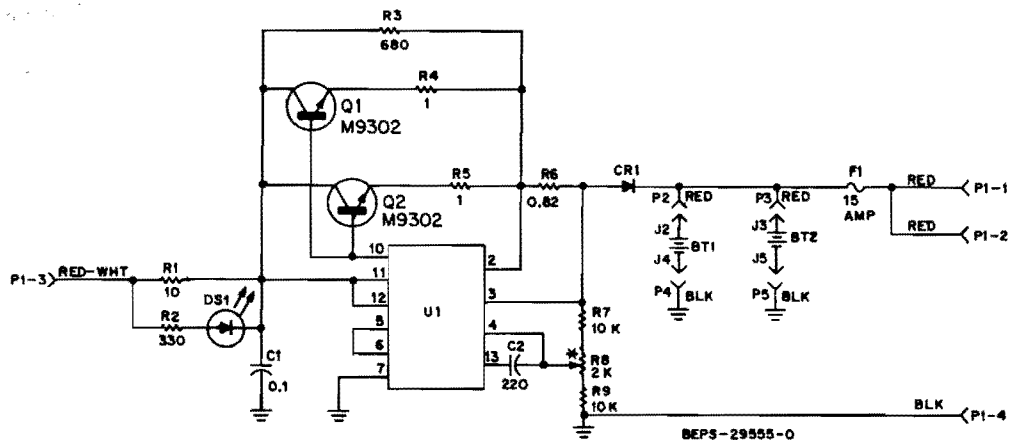 R3
680
R4
1
Q1
M9302
R5
1
R6
0.82
CR1
F1
15
AMP
RED
P1-1
RED
P1-2
P2 RED
P3 RED
J2
BT1
J4
J3
BT2
J5
P4 BLK
P5 BLK
Q2
M9302
10
11
12
5
6
7
U1
2
3
4
13
P1-3
RED-WHT
R1
10
DS1
R2
330
C1
0.1
C2
220
R7
10 K
*
R8
2 K
R9
10 K
BLK
P1-4
BEPS-29555-0